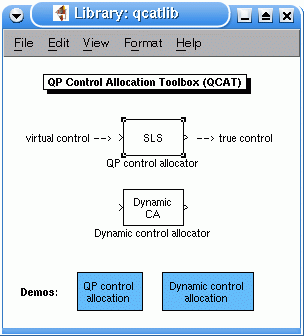 Library: qcatlib
File Edit View Format Help
QP Control Allocation Toolbox (QCAT)
virtual control --> SLS --> true control
QP control allocator
Dynamic
CA
Dynamic control allocator
Demos:
QP control
allocation
Dynamic control
allocation